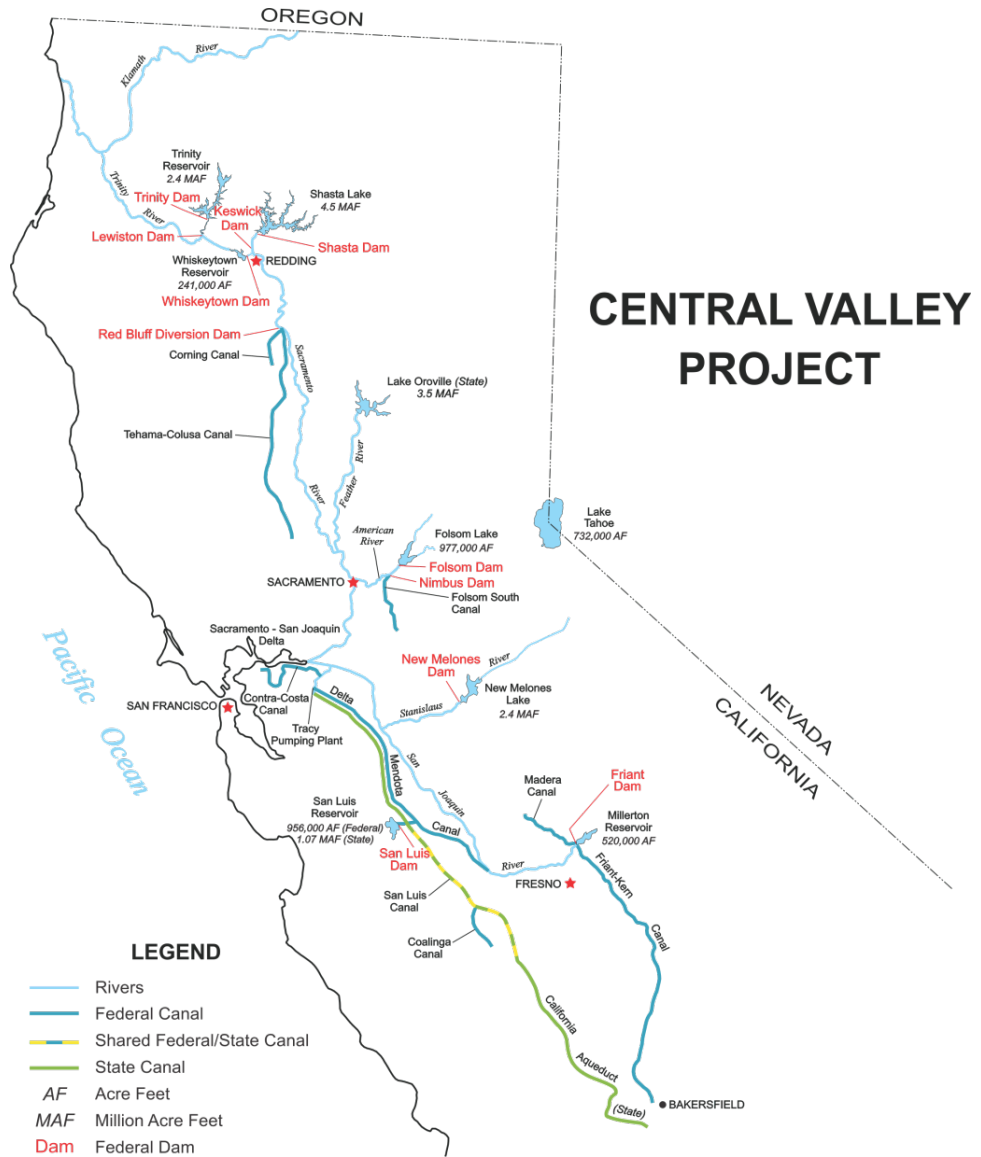 OREGON
Klamath
River
Trinity
Reservoir
2.4 MAF
Trinity Dam
Shasta Lake
4.5 MAF
Keswick
Dam
Trinity
River
Lewiston Dam
Shasta Dam
Whiskeytown
Reservoir
241,000 AF
REDDING
Whiskeytown Dam
CENTRAL VALLEY
PROJECT
Red Bluff Diversion Dam
Corning Canal
Sacramento
River
Lake Oroville (State)
3.5 MAF
Tehama-Colusa Canal
Feather
River
American
River
Folsom Lake
977,000 AF
Lake
Tahoe
732,000 AF
Folsom Dam
SACRAMENTO
Nimbus Dam
Folsom South
Canal
Sacramento - San Joaquin
Delta
Pacific
Ocean
New Melones
Dam
Stanislaus
River
New Melones
Lake
2.4 MAF
NEVADA
CALIFORNIA
SAN FRANCISCO
Contra-Costa
Canal
Tracy
Pumping Plant
Delta
Mendota
Canal
San
Joaquin
River
Madera
Canal
Friant
Dam
San Luis
Reservoir
956,000 AF (Federal)
1.07 MAF (State)
Millerton
Reservoir
520,000 AF
San Luis
Dam
FRESNO
Friant-Kern
Canal
San Luis
Canal
Coalinga
Canal
California
Aqueduct
(State)
BAKERSFIELD
LEGEND
Rivers
Federal Canal
Shared Federal/State Canal
State Canal
AF Acre Feet
MAF Million Acre Feet
Dam Federal Dam